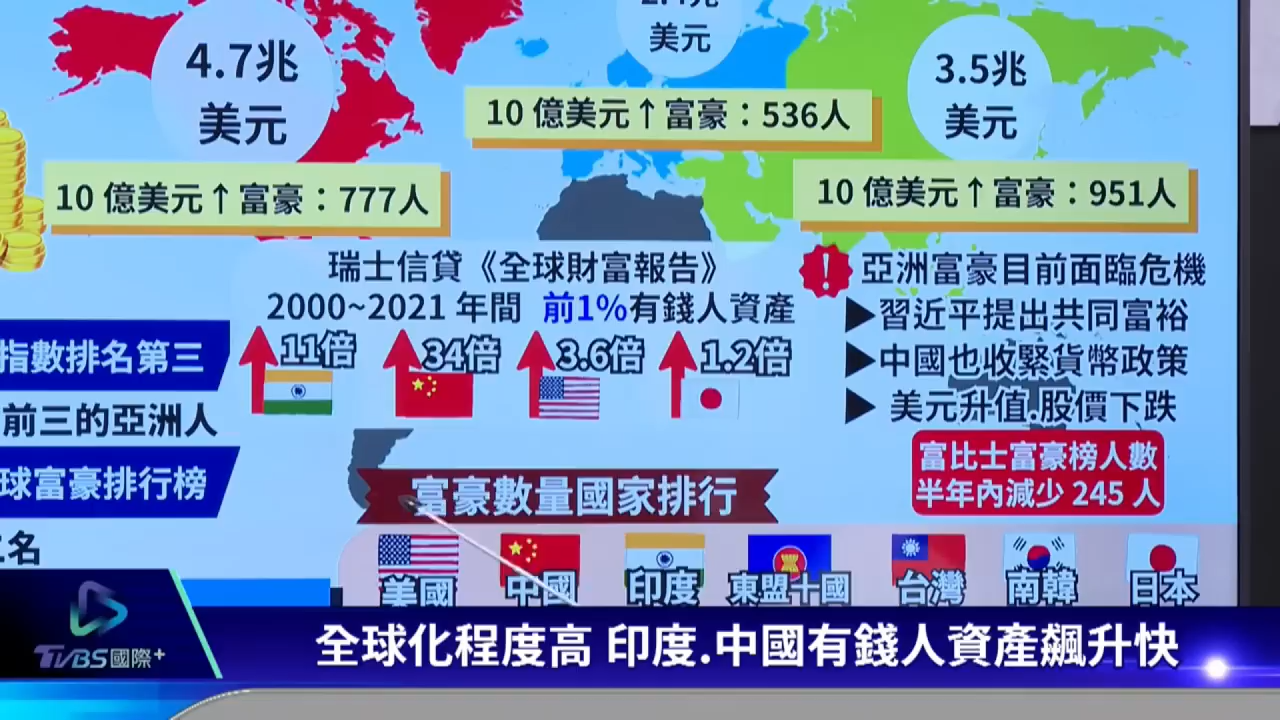 4.7兆
美元
美元
3.5兆
美元
10 億美元↑富豪：536人
10 億美元↑富豪：777人
10 億美元↑富豪：951人
瑞士信貸《全球財富報告》
2000~2021 年間 前1%有錢人資產
11倍
34倍
3.6倍
1.2倍
!
亞洲富豪目前面臨危機
▶習近平提出共同富裕
▶中國也收緊貨幣政策
▶美元升值.股價下跌
富比士富豪榜人數
半年內減少 245 人
指數排名第三
前三的亞洲人
球富豪排行榜
名
富豪數量國家排行
美國
中國
印度
東盟十國
台灣
南韓
日本
TVBS國際+
全球化程度高 印度.中國有錢人資產飆升快